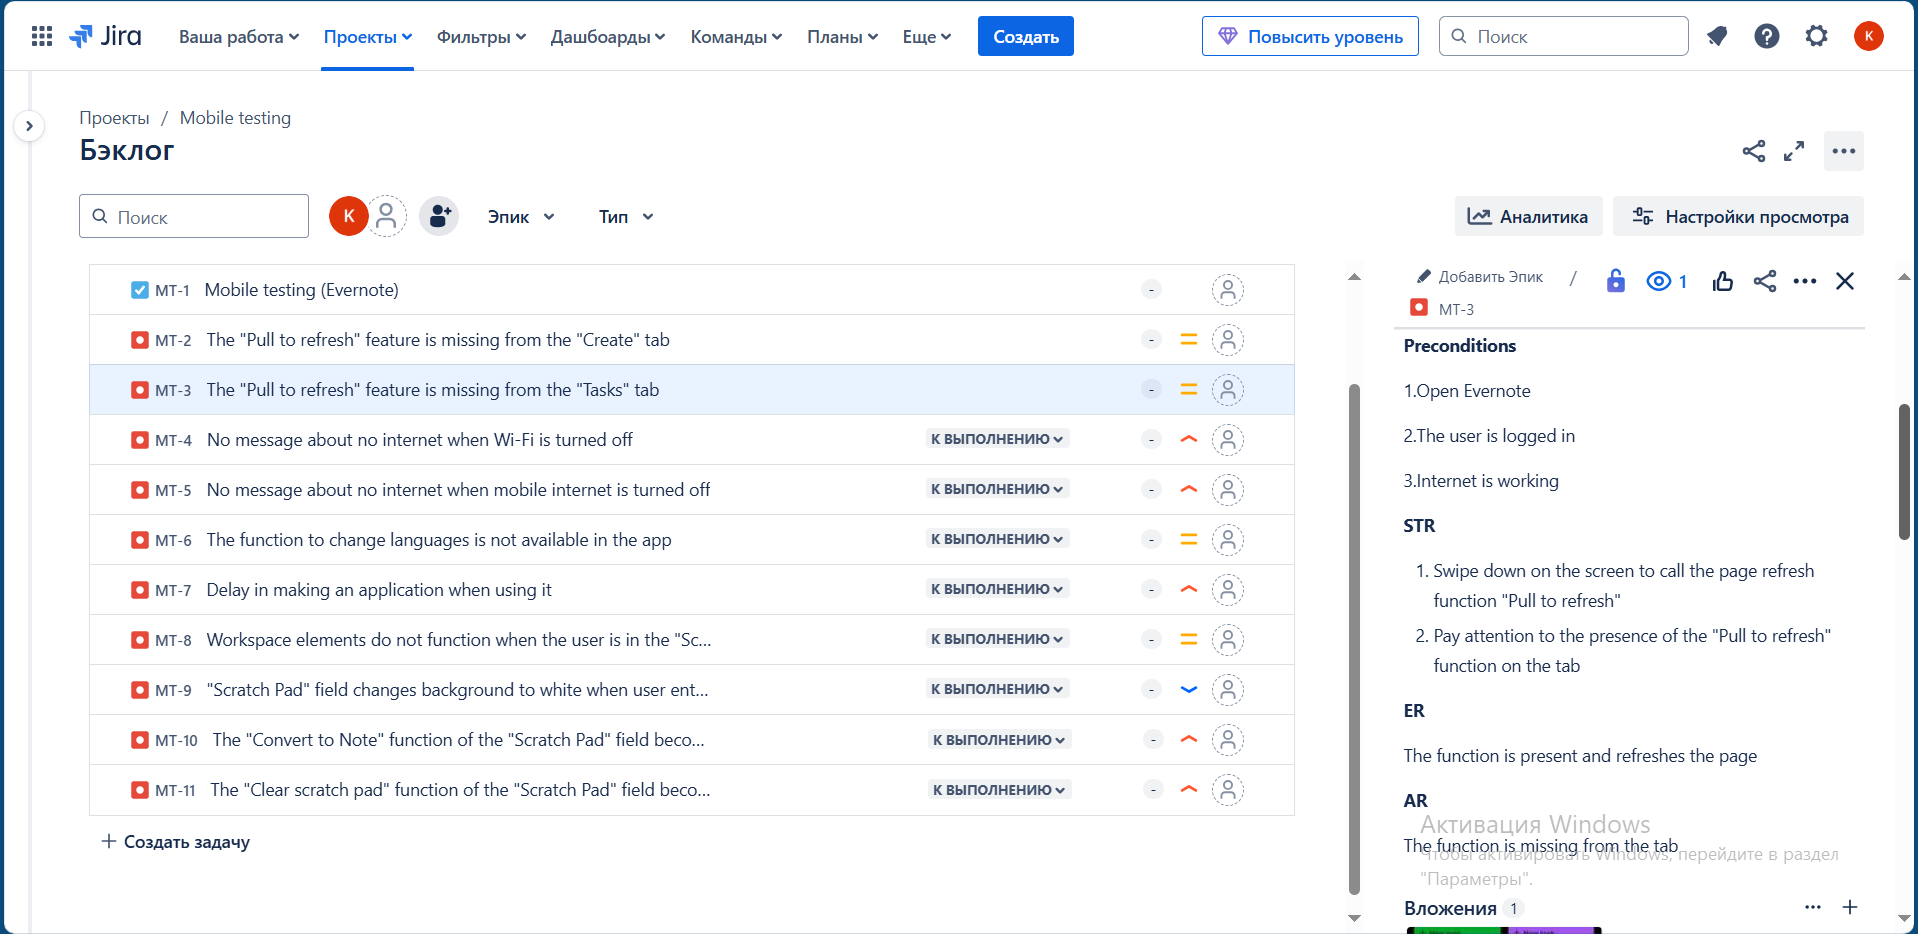 Jira
Ваша работа
Проекты
Фильтры
Дашбоарды
Команды
Планы
Еще
Создать
Повысить уровень
Поиск
K
Проекты / Mobile testing
Бэклог
Поиск
K
Эпик
Тип
Аналитика
Настройки просмотра
MT-1 Mobile testing (Evernote) -
MT-2 The "Pull to refresh" feature is missing from the "Create" tab -
MT-3 The "Pull to refresh" feature is missing from the "Tasks" tab -
MT-4 No message about no internet when Wi-Fi is turned off К ВЫПОЛНЕНИЮ -
MT-5 No message about no internet when mobile internet is turned off К ВЫПОЛНЕНИЮ -
MT-6 The function to change languages is not available in the app К ВЫПОЛНЕНИЮ -
MT-7 Delay in making an application when using it К ВЫПОЛНЕНИЮ -
MT-8 Workspace elements do not function when the user is in the "Sc... К ВЫПОЛНЕНИЮ -
MT-9 "Scratch Pad" field changes background to white when user ent... К ВЫПОЛНЕНИЮ -
MT-10 The "Convert to Note" function of the "Scratch Pad" field beco... К ВЫПОЛНЕНИЮ -
MT-11 The "Clear scratch pad" function of the "Scratch Pad" field beco... К ВЫПОЛНЕНИЮ -
+ Создать задачу
Добавить Эпик /
1
MT-3
Preconditions
1.Open Evernote
2.The user is logged in
3.Internet is working
STR
1. Swipe down on the screen to call the page refresh
function "Pull to refresh"
2. Pay attention to the presence of the "Pull to refresh"
function on the tab
ER
The function is present and refreshes the page
AR
Активация Windows
The function is missing from the tab
Чтобы активировать Windows, перейдите в раздел
"Параметры".
Вложения 1